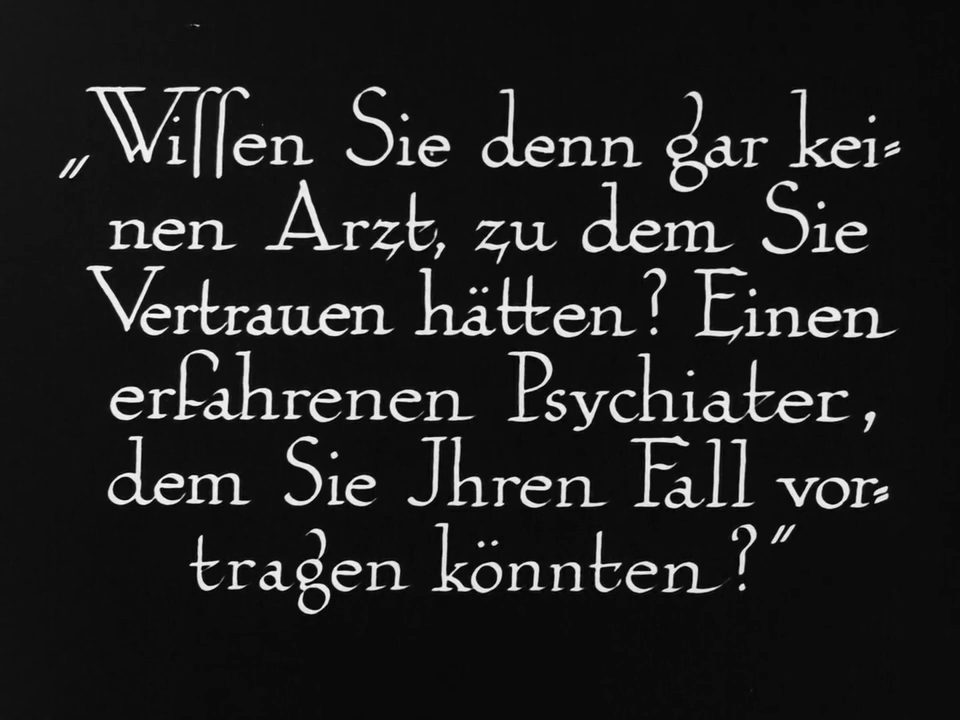 „Wiſſen Sie denn gar kei⸗
nen Arzt, zu dem Sie
Vertrauen hätten? Einen
erfahrenen Psychiater,
dem Sie Ihren Fall vor⸗
tragen könnten?“